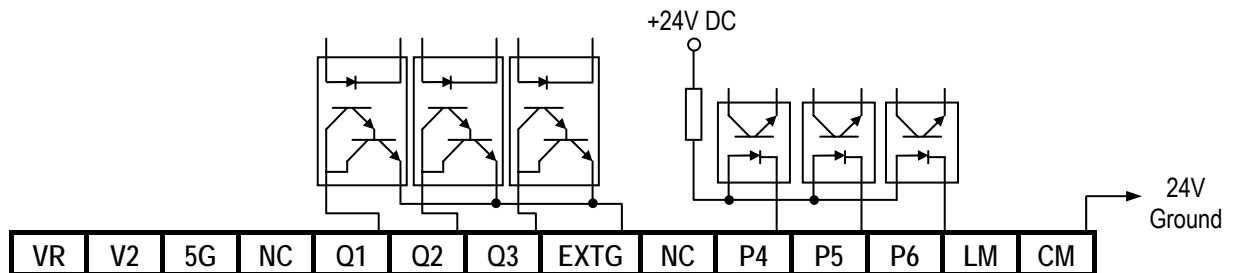 +24V DC
24V
Ground
VR V2 5G NC Q1 Q2 Q3 EXTG NC P4 P5 P6 LM CM